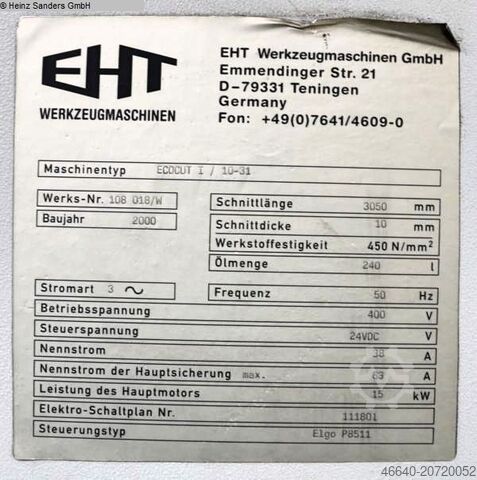 © Heinz Sanders GmbH
EHT
WERKZEUGMASCHINEN
EHT Werkzeugmaschinen GmbH
Emmendinger Str. 21
D-79331 Teningen
Germany
Fon: +49(0)7641/4609-0
Maschinentyp ECOCUT I / 10-31
Werks-Nr. 108 018/W
Baujahr 2000
Schnittlänge 3050 mm
Schnittdicke 10 mm
Werkstoffestigkeit 450 N/mm²
Ölmenge 240 l
Stromart 3 ~
Frequenz 50 Hz
Betriebsspannung 400 V
Steuerspannung 24VDC V
Nennstrom 38 A
Nennstrom der Hauptsicherung max. 63 A
Leistung des Hauptmotors 15 kW
Elektro-Schaltplan Nr. 111801
Steuerungstyp Elgo P8511
46640-20720052